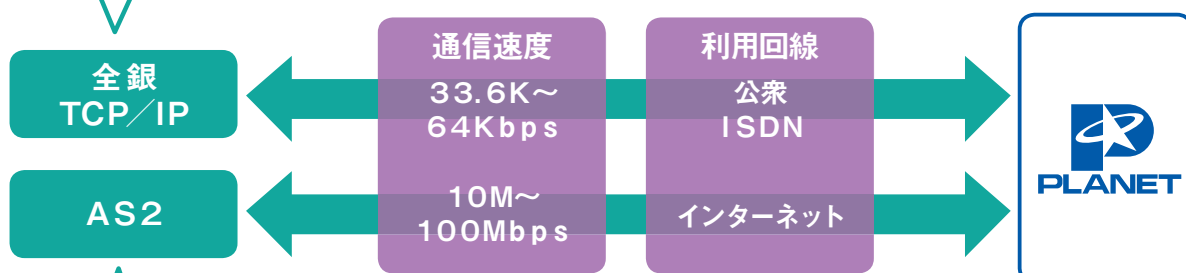 通信速度
利用回線
全銀
TCP／IP
33.6K～
64Kbps
公衆
ISDN
AS2
10M～
100Mbps
インターネット
PLANET